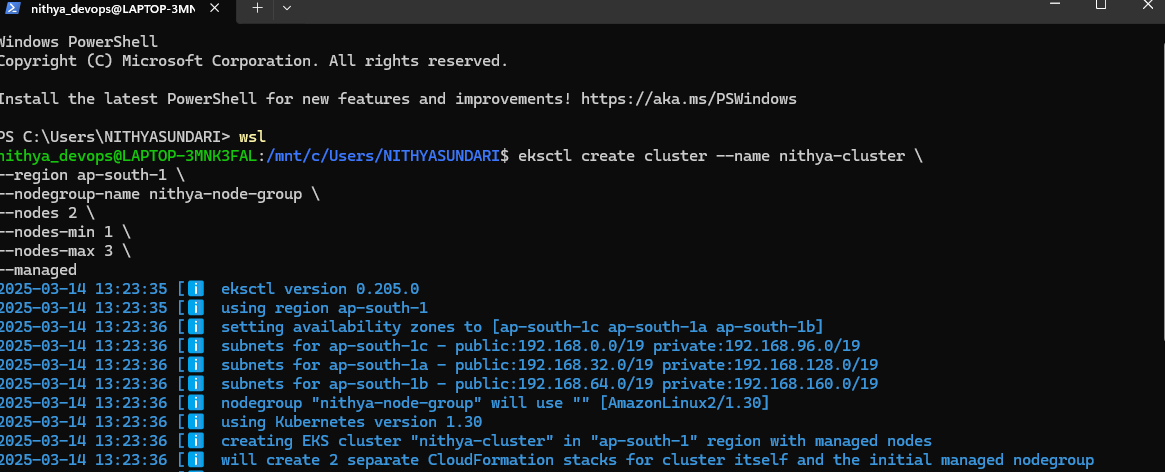 nithya_devops@LAPTOP-3MN
Windows PowerShell
Copyright (C) Microsoft Corporation. All rights reserved.
Install the latest PowerShell for new features and improvements! https://aka.ms/PSWindows
PS C:\Users\NITHYASUNDARI> wsl
nithya_devops@LAPTOP-3MNK3FAL:/mnt/c/Users/NITHYASUNDARI$ eksctl create cluster --name nithya-cluster \
--region ap-south-1 \
--nodegroup-name nithya-node-group \
--nodes 2 \
--nodes-min 1 \
--nodes-max 3 \
--managed
2025-03-14 13:23:35 [ℹ eksctl version 0.205.0
2025-03-14 13:23:35 [ℹ using region ap-south-1
2025-03-14 13:23:36 [ℹ setting availability zones to [ap-south-1c ap-south-1a ap-south-1b]
2025-03-14 13:23:36 [ℹ subnets for ap-south-1c - public:192.168.0.0/19 private:192.168.96.0/19
2025-03-14 13:23:36 [ℹ subnets for ap-south-1a - public:192.168.32.0/19 private:192.168.128.0/19
2025-03-14 13:23:36 [ℹ subnets for ap-south-1b - public:192.168.64.0/19 private:192.168.160.0/19
2025-03-14 13:23:36 [ℹ nodegroup "nithya-node-group" will use "" [AmazonLinux2/1.30]
2025-03-14 13:23:36 [ℹ using Kubernetes version 1.30
2025-03-14 13:23:36 [ℹ creating EKS cluster "nithya-cluster" in "ap-south-1" region with managed nodes
2025-03-14 13:23:36 [ℹ will create 2 separate CloudFormation stacks for cluster itself and the initial managed nodegroup